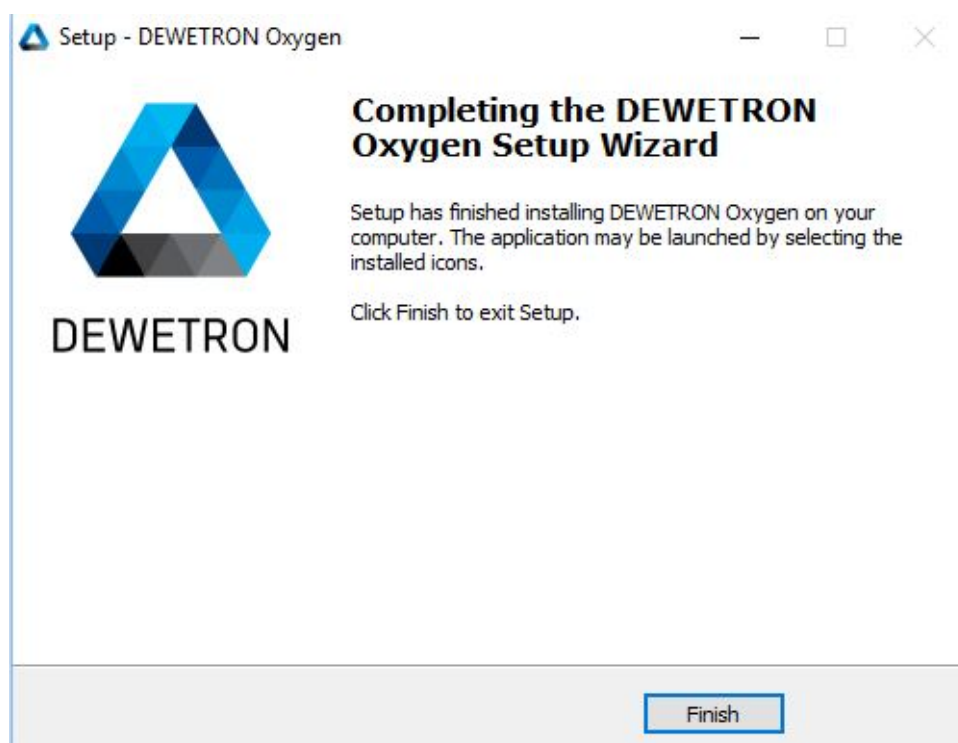 Setup - DEWETRON Oxygen
Completing the DEWETRON
Oxygen Setup Wizard
Setup has finished installing DEWETRON Oxygen on your
computer. The application may be launched by selecting the
installed icons.
Click Finish to exit Setup.
DEWETRON
Finish